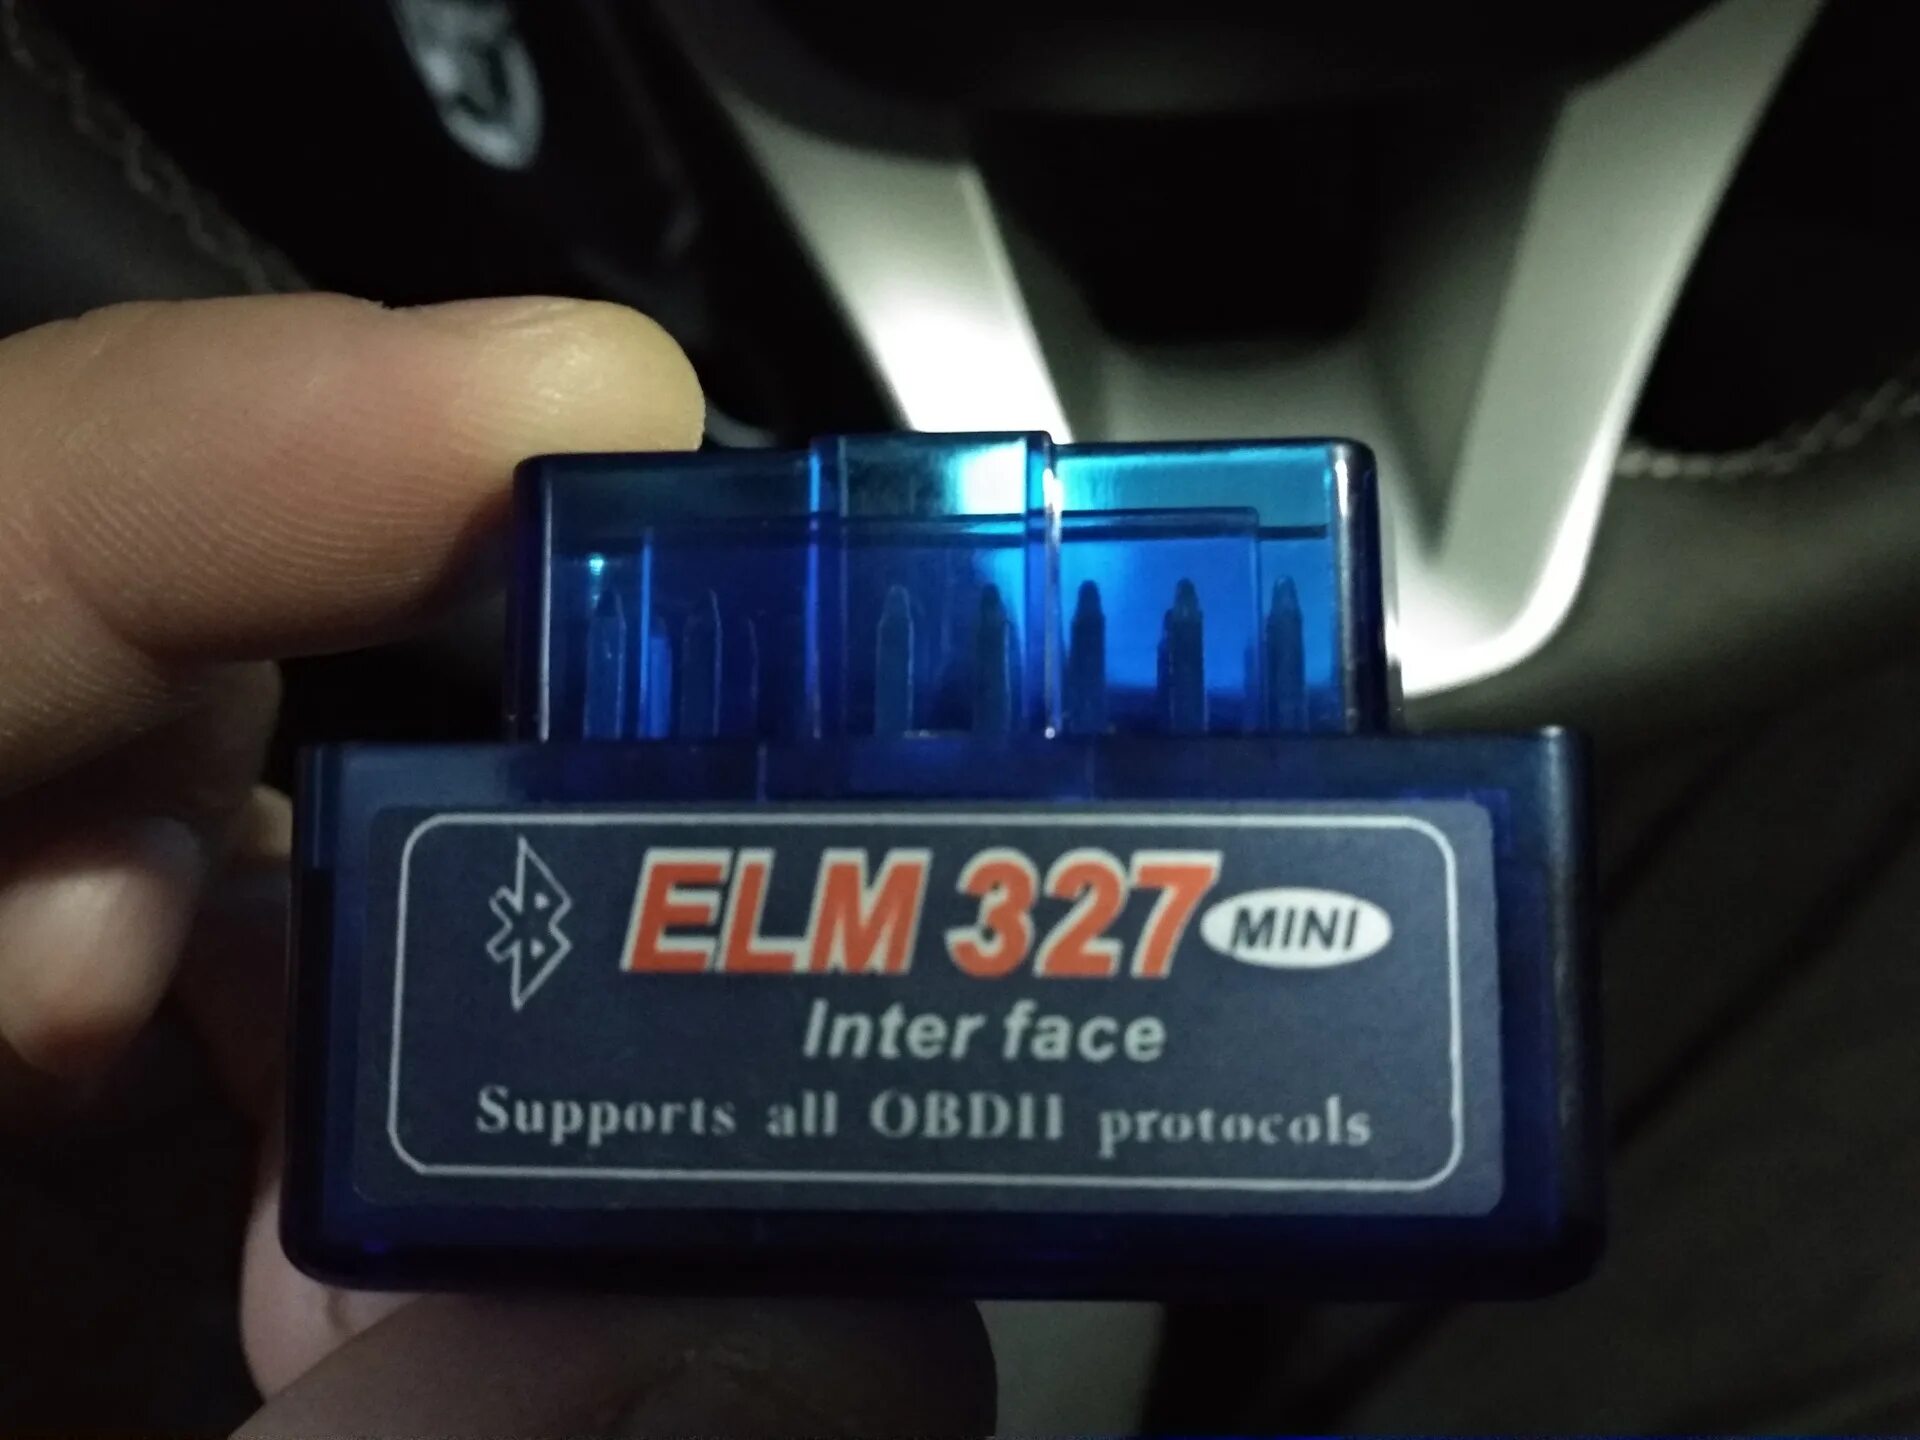 ELM 327 MINI
Inter face
Supports all OBDII protocols